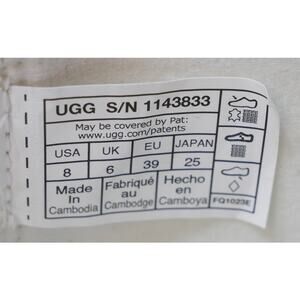 UGG S/N 1143833
May be covered by Pat:
www.ugg.com/patents
USA UK EU JAPAN
8 6 39 25
Made in Cambodia
Fabriqué au Cambodge
Hecho en Camboya
FQ1023E